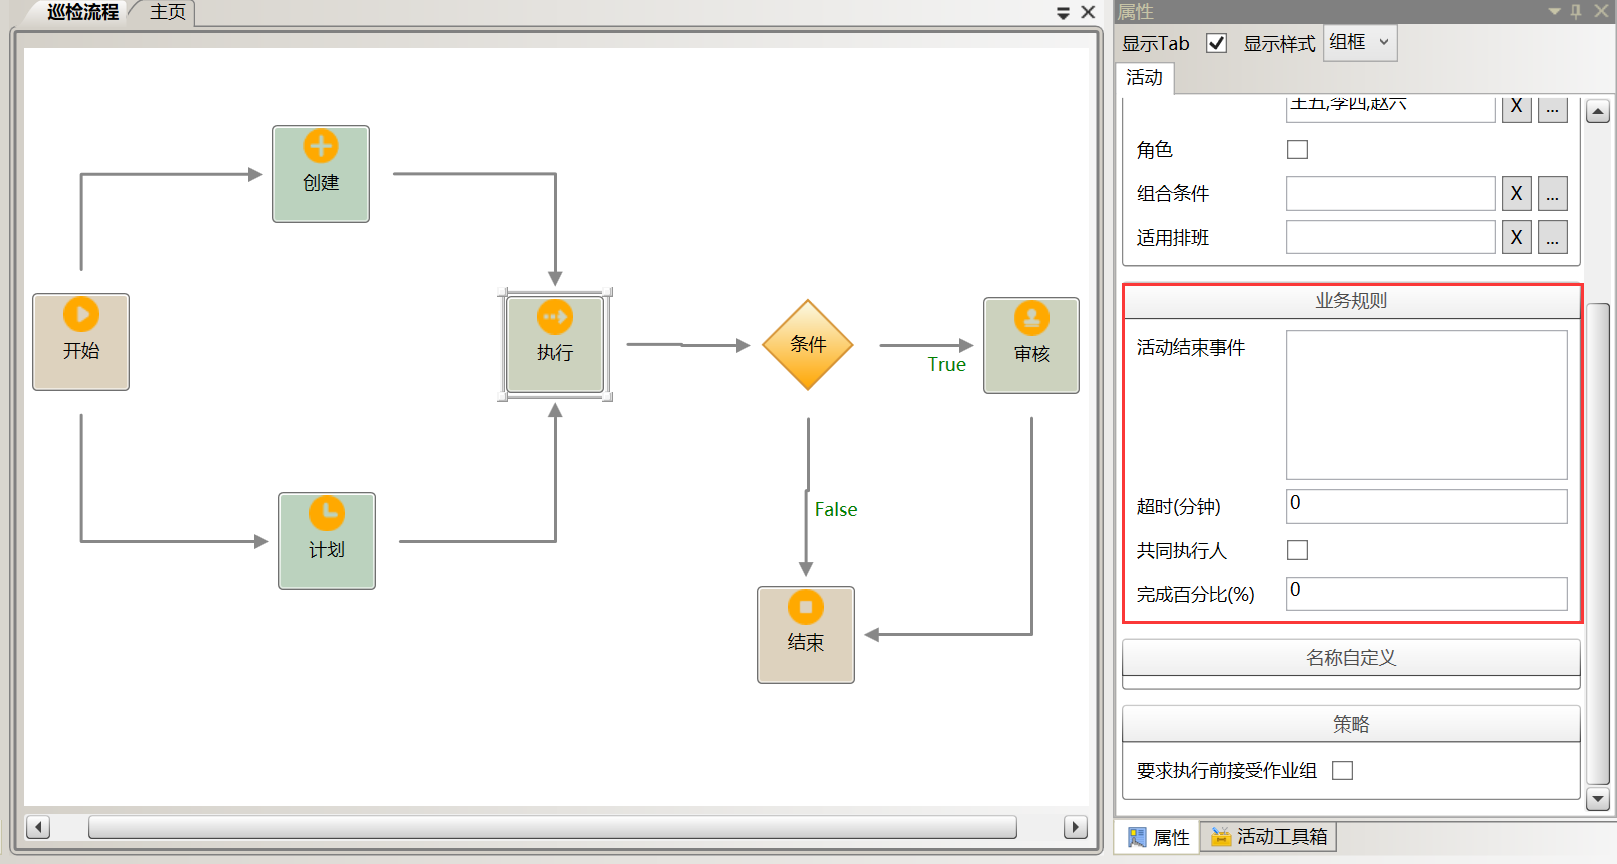 巡检流程
主页
创建
开始
执行
条件
True
审核
False
计划
结束
属性
显示Tab
显示样式
组框
活动
王五,李四,赵六
X
...
角色
组合条件
X
...
适用排班
X
...
业务规则
活动结束事件
超时(分钟)
0
共同执行人
完成百分比(%)
0
名称自定义
策略
要求执行前接受作业组
属性
活动工具箱